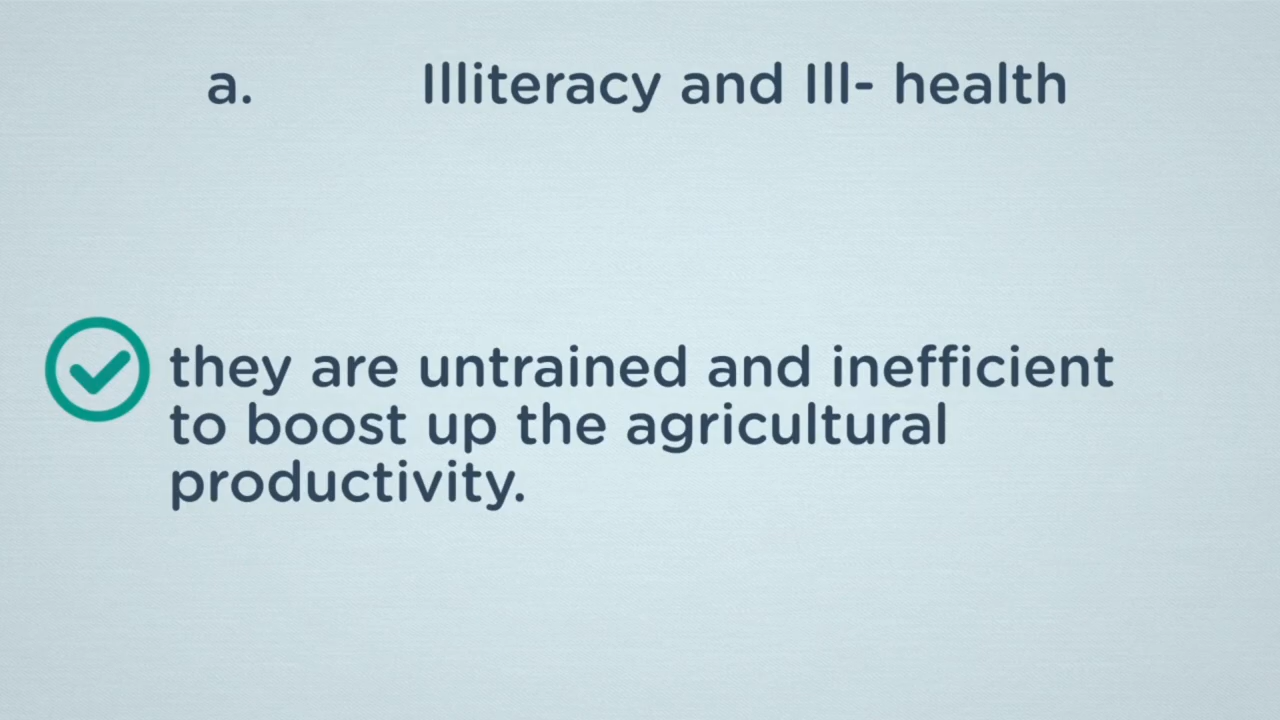 a. Illiteracy and Ill- health
they are untrained and inefficient
to boost up the agricultural
productivity.